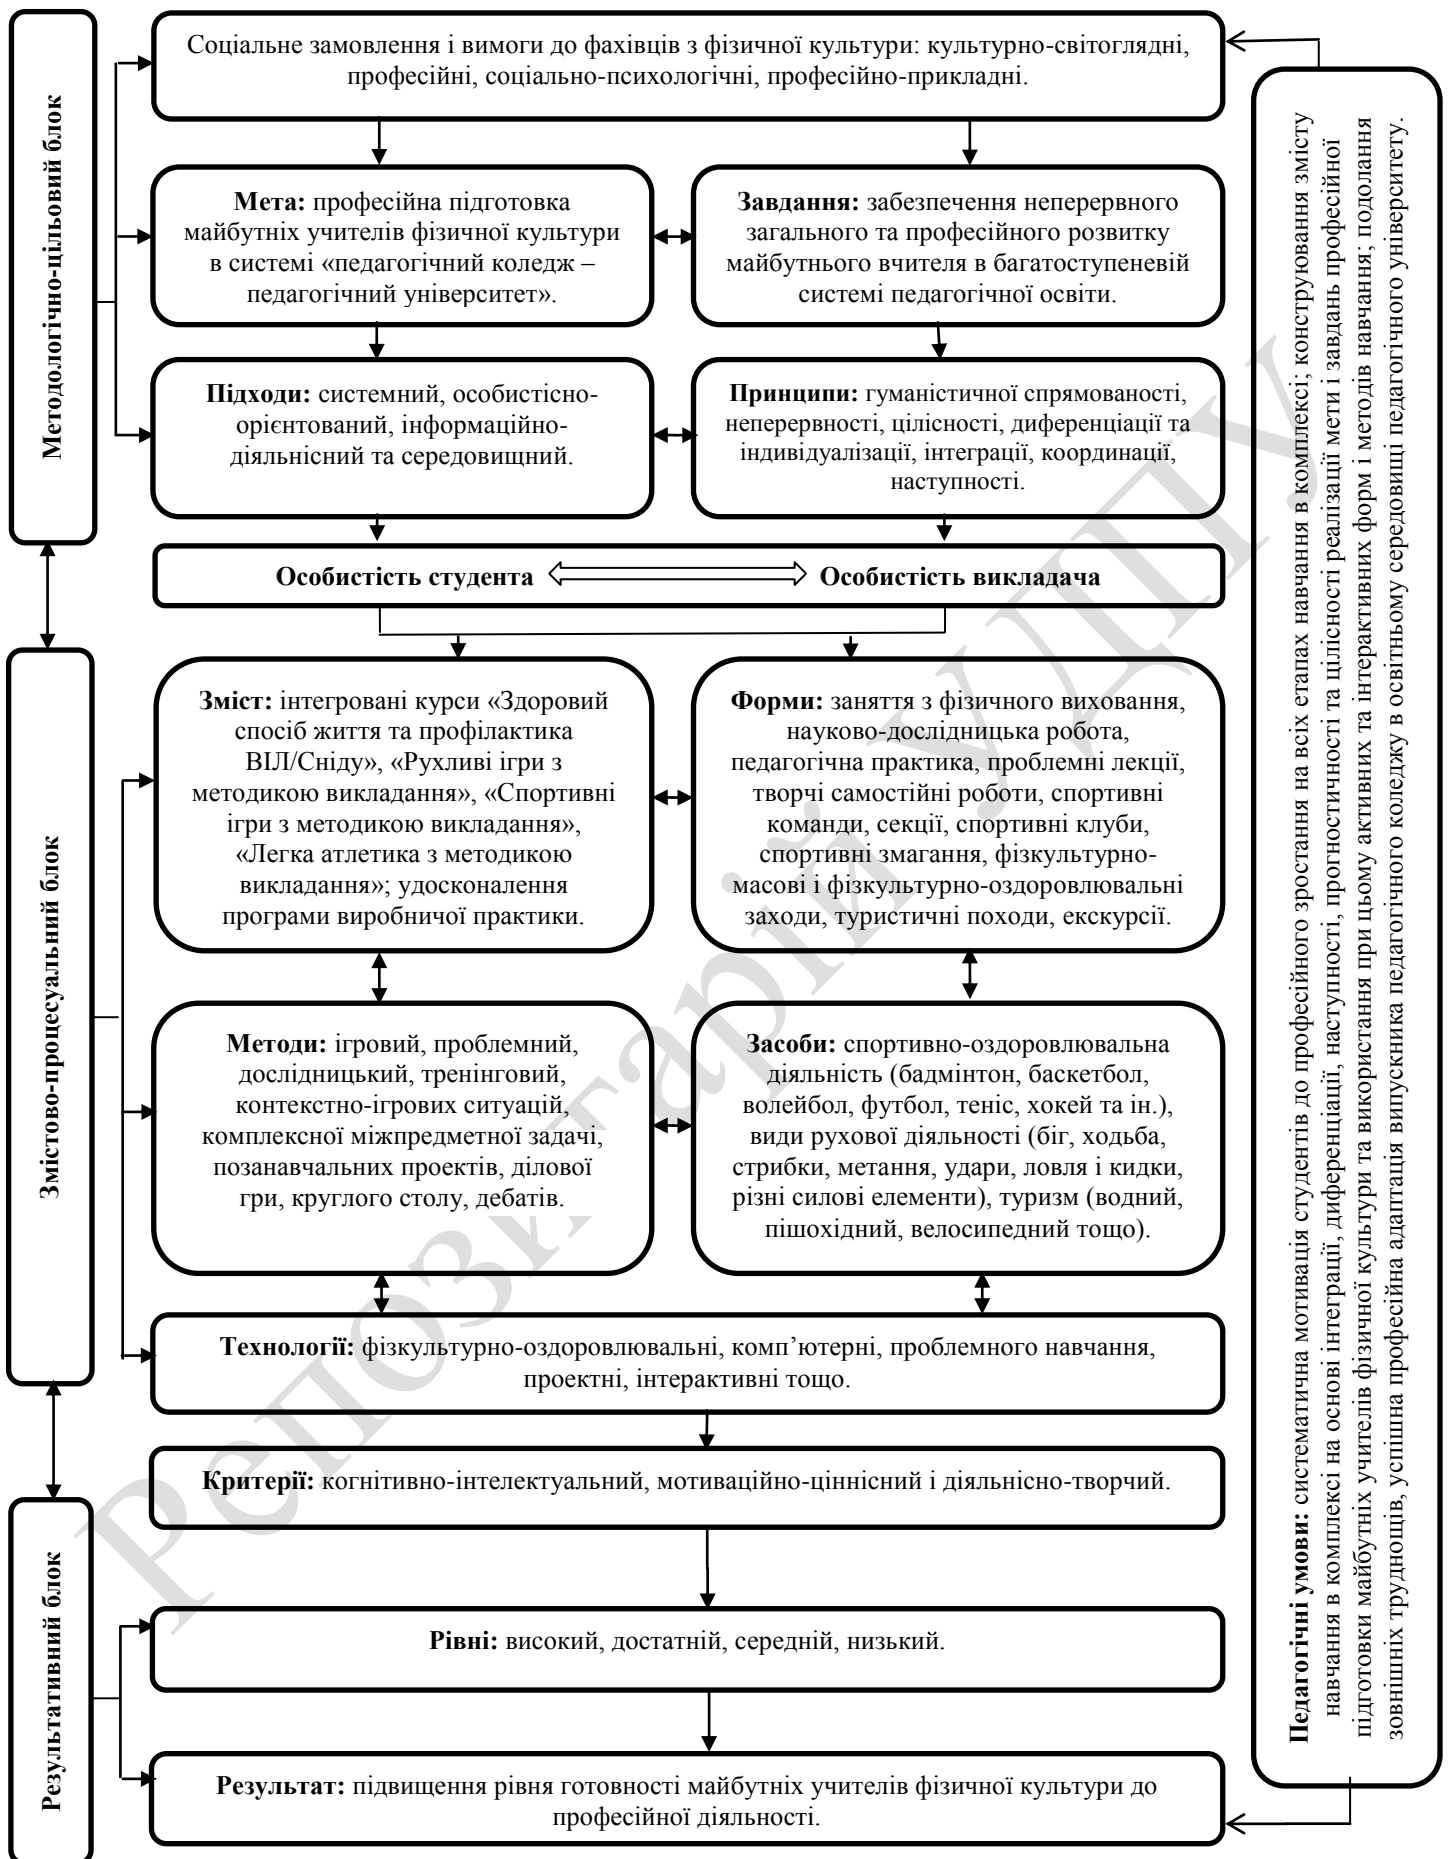 Методологічно-цільовий блок
Соціальне замовлення і вимоги до фахівців з фізичної культури: культурно-світоглядні,
професійні, соціально-психологічні, професійно-прикладні.
Мета: професійна підготовка
майбутніх учителів фізичної культури
в системі «педагогічний коледж –
педагогічний університет».
Завдання: забезпечення неперервного
загального та професійного розвитку
майбутнього вчителя в багатоступеневій
системі педагогічної освіти.
Підходи: системний, особистісно-
орієнтований, інформаційно-
діяльнісний та середовищний.
Принципи: гуманістичної спрямованості,
неперервності, цілісності, диференціації та
індивідуалізації, інтеграції, координації,
наступності.
Особистість студента
Особистість викладача
Змістово-процесуальний блок
Зміст: інтегровані курси «Здоровий
спосіб життя та профілактика
ВІЛ/Сніду», «Рухливі ігри з
методикою викладання», «Спортивні
ігри з методикою викладання»,
«Легка атлетика з методикою
викладання»; удосконалення
програми виробничої практики.
Форми: заняття з фізичного виховання,
науково-дослідницька робота,
педагогічна практика, проблемні лекції,
творчі самостійні роботи, спортивні
команди, секції, спортивні клуби,
спортивні змагання, фізкультурно-
масові і фізкультурно-оздоровлювальні
заходи, туристичні походи, екскурсії.
Методи: ігровий, проблемний,
дослідницький, тренінговий,
контекстно-ігрових ситуацій,
комплексної міжпредметної задачі,
позанавчальних проектів, ділової
гри, круглого столу, дебатів.
Засоби: спортивно-оздоровлювальна
діяльність (бадмінтон, баскетбол,
волейбол, футбол, теніс, хокей та ін.),
види рухової діяльності (біг, ходьба,
стрибки, метання, удари, ловля і кидки,
різні силові елементи), туризм (водний,
пішохідний, велосипедний тощо).
Технології: фізкультурно-оздоровлювальні, комп’ютерні, проблемного навчання,
проектні, інтерактивні тощо.
Результативний блок
Критерії: когнітивно-інтелектуальний, мотиваційно-ціннісний і діяльнісно-творчий.
Рівні: високий, достатній, середній, низький.
Результат: підвищення рівня готовності майбутніх учителів фізичної культури до
професійної діяльності.
Педагогічні умови: систематична мотивація студентів до професійного зростання на всіх етапах навчання в комплексі; конструювання змісту
навчання в комплексі на основі інтеграції, диференціації, наступності, прогностичності та цілісності реалізації мети і завдань професійної
підготовки майбутніх учителів фізичної культури та використання при цьому активних та інтерактивних форм і методів навчання; подолання
зовнішніх труднощів, успішна професійна адаптація випускника педагогічного коледжу в освітньому середовищі педагогічного університету.
Репозитарій УДПУ